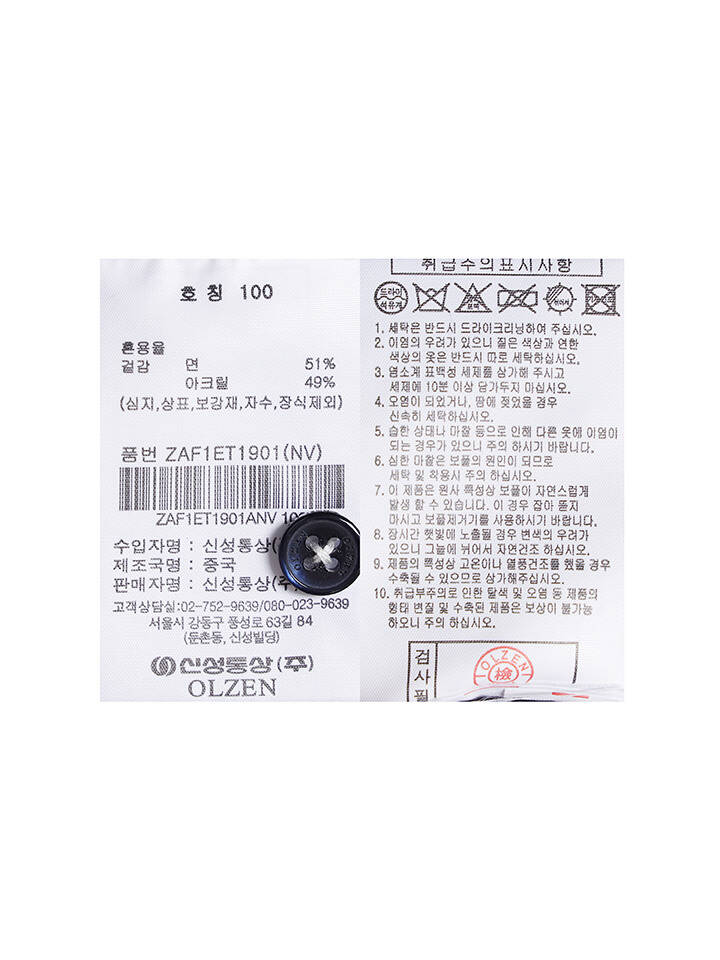 호 칭 100
혼용율
겉감 면 51%
아크릴 49%
(심지,상표,보강재,자수,장식제외)
품번 ZAF1ET1901(NV)
ZAF1ET1901ANV
수입자명 : 신성통상(
제조국명 : 중국
판매자명 : 신성통상(주)
고객상담실:02-752-9639/080-023-9639
서울시 강동구 풍성로 63길 84
(둔촌동, 신성빌딩)
신성통상(주)
OLZEN
취급주의표시사항
드라이
석유계
1. 세탁은 반드시 드라이크리닝하여 주십시오.
2. 이염의 우려가 있으니 짙은 색상과 연한
색상의 옷은 반드시 따로 세탁하십시오.
3. 염소계 표백성 세제품 상가해 주시고
세제에 10분 이상 담가두지 마십시오.
4. 오염이 되었거나, 땀에 젖었을 경우
신속히 세탁하십시오.
5. 습한 상태나 마찰 등으로 인해 다른 옷에 이염이
되는 경우가 있으니 주의 하시기 바랍니다.
6. 심한 마찰은 보풀의 원인이 되므로
세탁 및 착용시 주의 하십시오.
7. 이 제품은 원사 특성상 보풀이 자연스럽게
발생 할 수 있습니다. 이 경우 잡아 뜯지
마시고 보풀제거기를 사용하시기 바랍니다.
8. 장시간 햇빛에 노출될 경우 변색의 우려가
있으니 그늘에 뉘어서 자연건조 하십시오.
9. 제품의 특성상 고온이나 열풍건조를 했을 경우
수축될 수 있으므로 삼가해주십시오.
10. 취급부주의로 인한 탈색 및 오염 등 제품의
형태 변질 및 수축된 제품은 보상이 불가능
하오니 주의 하십시오.
검사필
OLZEN
檢